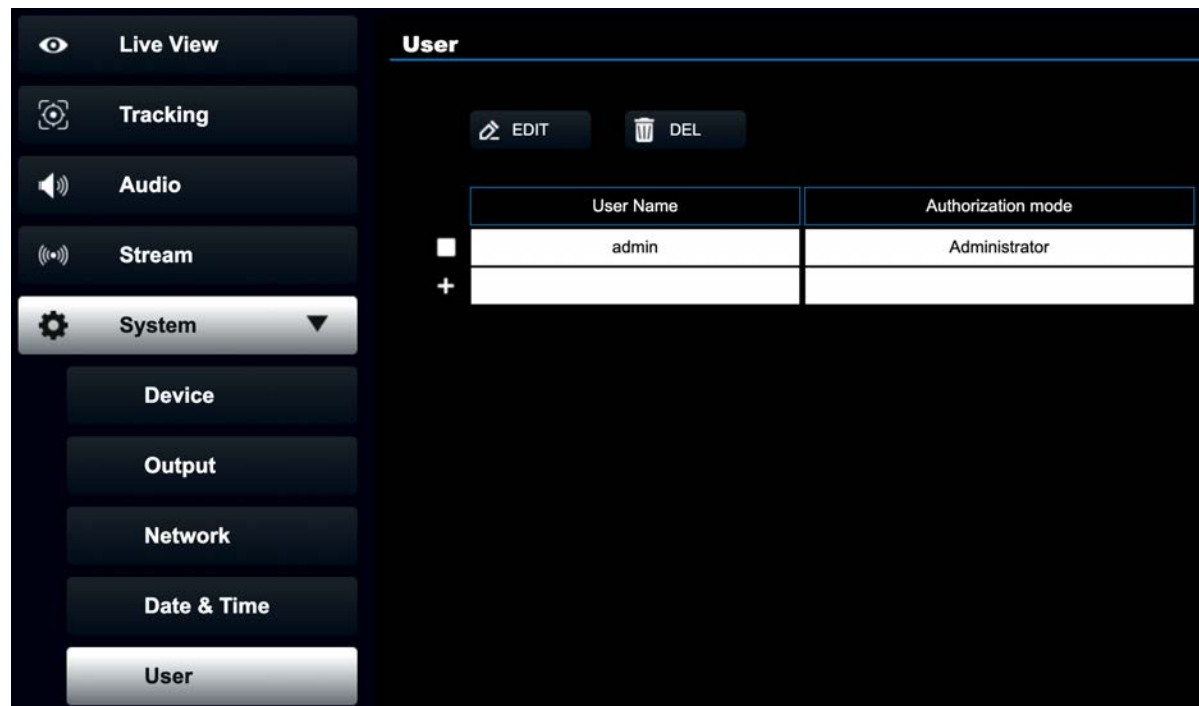 Live View
Tracking
Audio
Stream
System
Device
Output
Network
Date & Time
User
User
EDIT DEL
User Name Authorization mode
admin Administrator